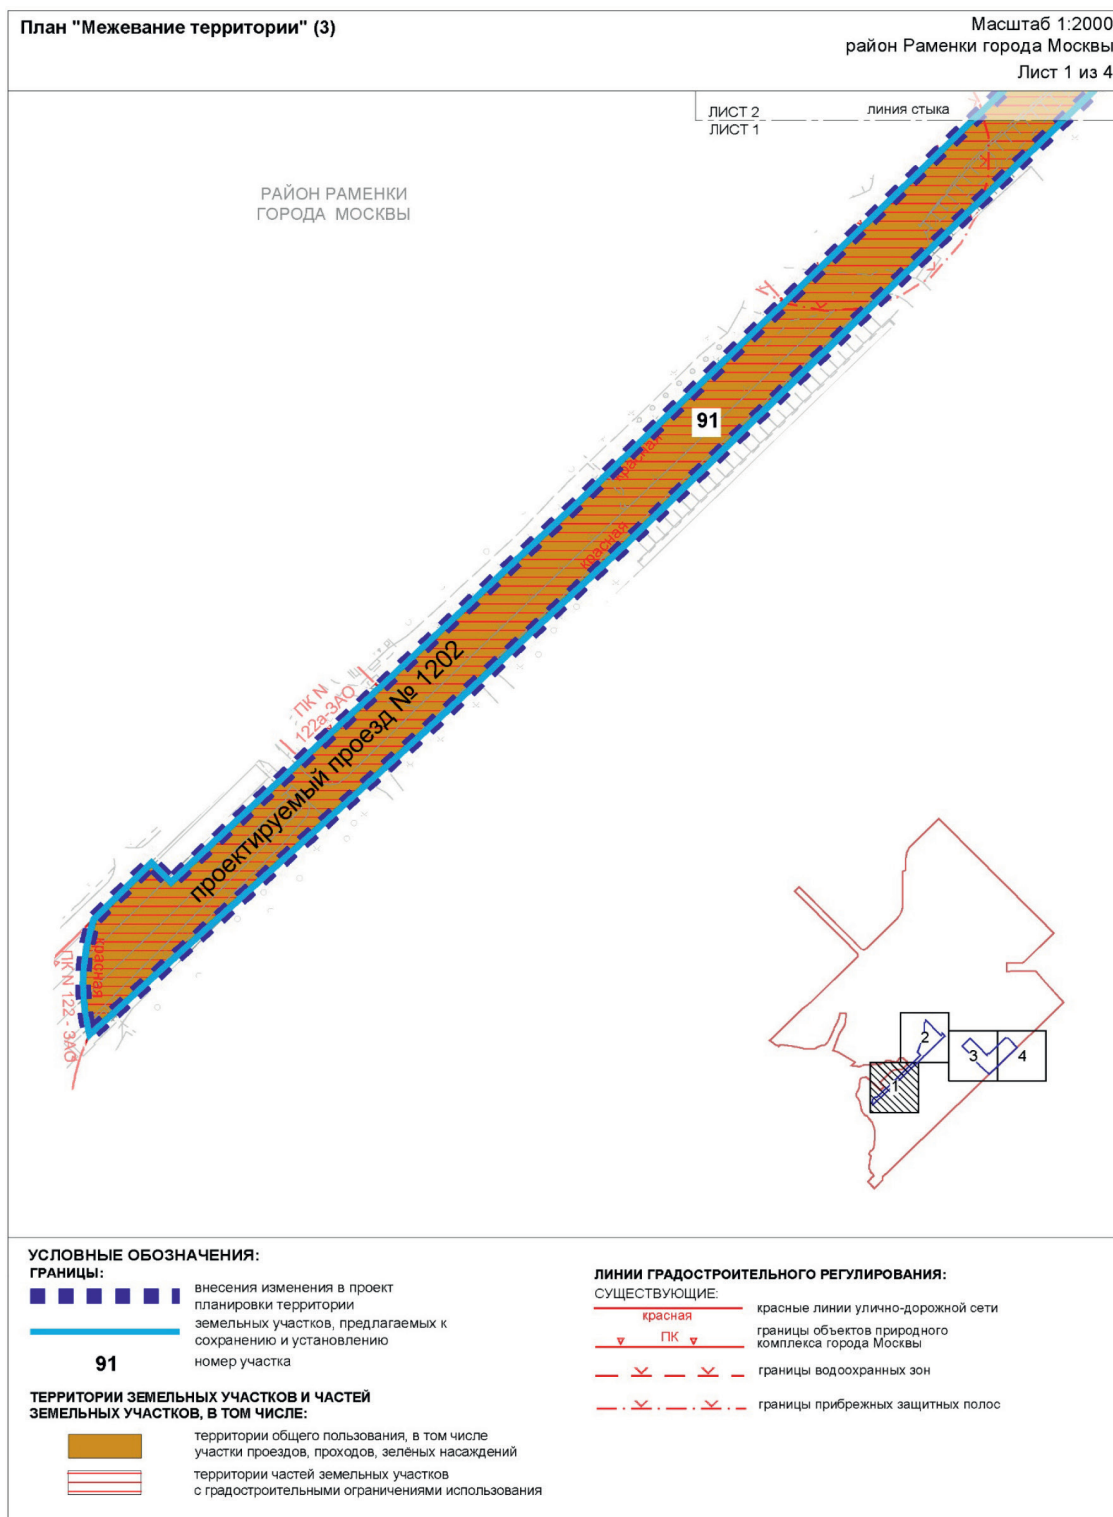 План "Межевание территории" (3)
Масштаб 1:2000
район Раменки города Москвы
Лист 1 из 4
ЛИСТ 2
линия стыка
ЛИСТ 1
РАЙОН РАМЕНКИ
ГОРОДА МОСКВЫ
91
красная
красная
ПК N
122а-ЗАО
проектируемый проезд № 1202
красная
ПК N 122 - ЗАО
2
3
4
1
УСЛОВНЫЕ ОБОЗНАЧЕНИЯ:
ГРАНИЦЫ:
внесения изменения в проект
планировки территории
земельных участков, предлагаемых к
сохранению и установлению
91
номер участка
ТЕРРИТОРИИ ЗЕМЕЛЬНЫХ УЧАСТКОВ И ЧАСТЕЙ
ЗЕМЕЛЬНЫХ УЧАСТКОВ, В ТОМ ЧИСЛЕ:
территории общего пользования, в том числе
участки проездов, проходов, зелёных насаждений
территории частей земельных участков
с градостроительными ограничениями использования
ЛИНИИ ГРАДОСТРОИТЕЛЬНОГО РЕГУЛИРОВАНИЯ:
СУЩЕСТВУЮЩИЕ:
красная
красные линии улично-дорожной сети
ПК
границы объектов природного
комплекса города Москвы
границы водоохранных зон
границы прибрежных защитных полос